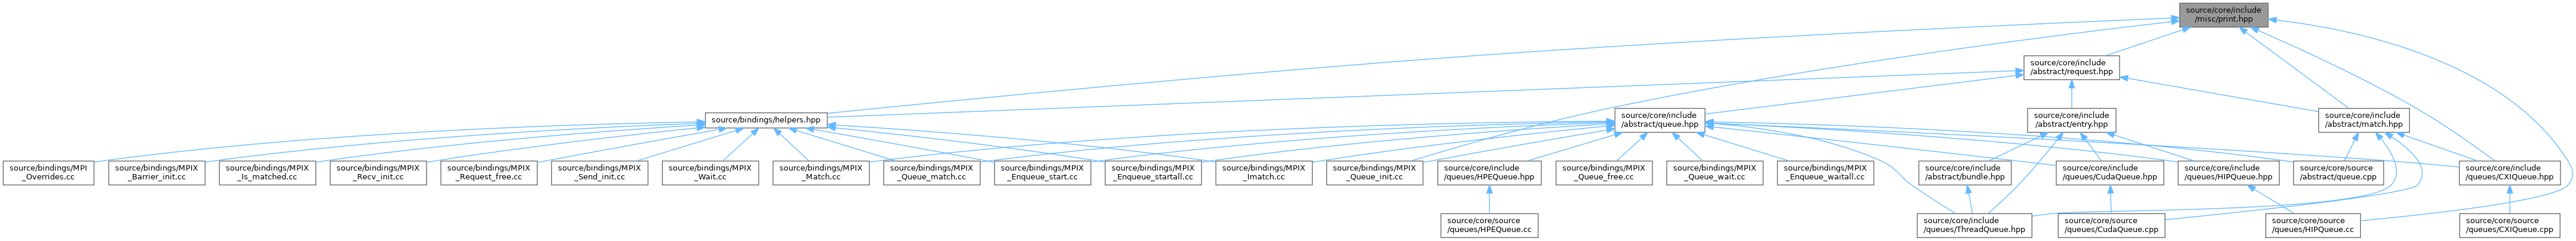 source/core/include
/misc/print.hpp
source/core/include
/abstract/request.hpp
source/bindings/helpers.hpp
source/core/include
/abstract/queue.hpp
source/core/include
/abstract/entry.hpp
source/core/include
/abstract/match.hpp
source/bindings/MPI
_Overrides.cc
source/bindings/MPIX
_Barrier_init.cc
source/bindings/MPIX
_Is_matched.cc
source/bindings/MPIX
_Recv_init.cc
source/bindings/MPIX
_Request_free.cc
source/bindings/MPIX
_Send_init.cc
source/bindings/MPIX
_Wait.cc
source/bindings/MPIX
_Match.cc
source/bindings/MPIX
_Queue_match.cc
source/bindings/MPIX
_Enqueue_start.cc
source/bindings/MPIX
_Enqueue_startall.cc
source/bindings/MPIX
_Imatch.cc
source/bindings/MPIX
_Queue_init.cc
source/core/include
/queues/HPEQueue.hpp
source/bindings/MPIX
_Queue_free.cc
source/bindings/MPIX
_Queue_wait.cc
source/bindings/MPIX
_Enqueue_waitall.cc
source/core/include
/abstract/bundle.hpp
source/core/include
/queues/CudaQueue.hpp
source/core/include
/queues/HIPQueue.hpp
source/core/source
/abstract/queue.cpp
source/core/include
/queues/CXIQueue.hpp
source/core/source
/queues/HPEQueue.cc
source/core/include
/queues/ThreadQueue.hpp
source/core/source
/queues/CudaQueue.cpp
source/core/source
/queues/HIPQueue.cc
source/core/source
/queues/CXIQueue.cpp